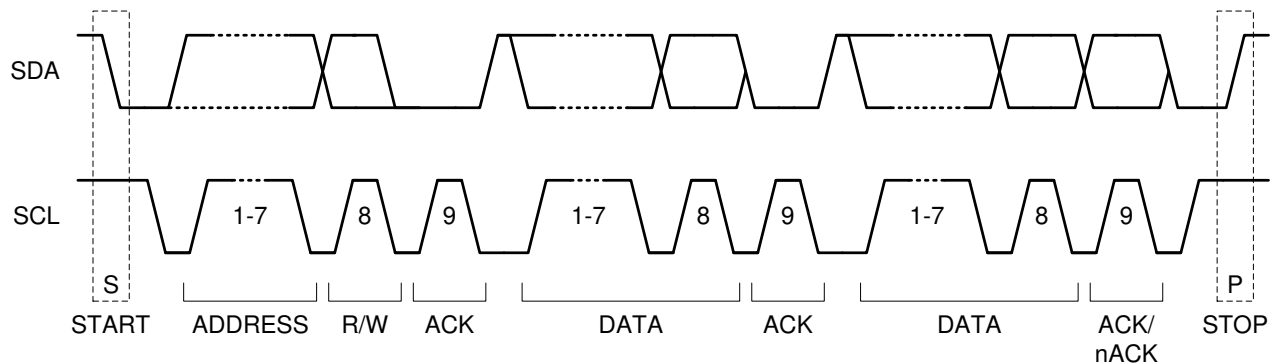 SDA
SCL
1-7 8 9 1-7 8 9 1-7 8 9
S P
START ADDRESS R/W ACK DATA ACK DATA ACK/ STOP
nACK